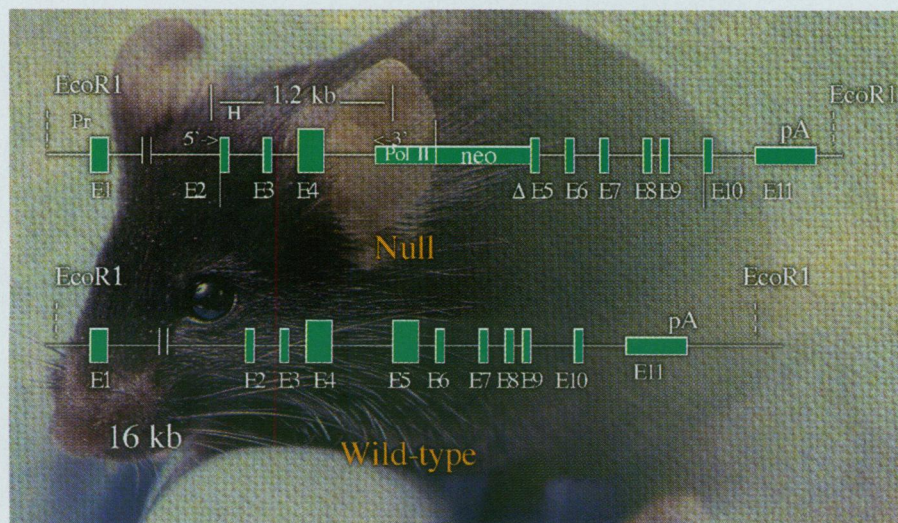 EcoR1 1.2 kb EcoR1
H
Pr 5'-> <-3' pA
Pol II neo
E1 E2 E3 E4 Δ E5 E6 E7 E8 E9 E10 E11
Null
EcoR1 EcoR1
pA
E1 E2 E3 E4 E5 E6 E7 E8 E9 E10 E11
16 kb
Wild-type